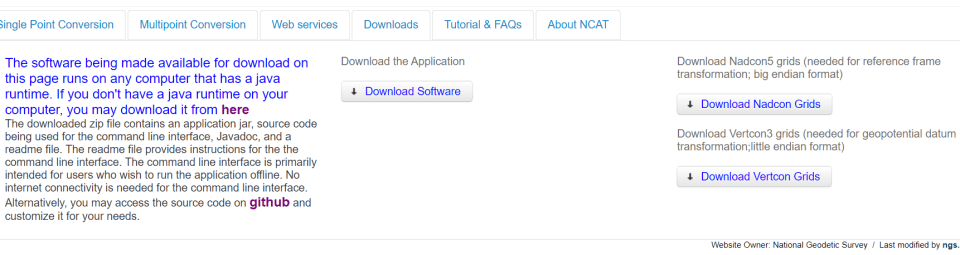 Single Point Conversion
Multipoint Conversion
Web services
Downloads
Tutorial & FAQs
About NCAT
The software being made available for download on
this page runs on any computer that has a java
runtime. If you don't have a java runtime on your
computer, you may download it from here
The downloaded zip file contains an application jar, source code
being used for the command line interface, Javadoc, and a
readme file. The readme file provides instructions for the the
command line interface. The command line interface is primarily
intended for users who wish to run the application offline. No
internet connectivity is needed for the command line interface.
Alternatively, you may access the source code on github and
customize it for your needs.
Download the Application
Download Software
Download Nadcon5 grids (needed for reference frame
transformation; big endian format)
Download Nadcon Grids
Download Vertcon3 grids (needed for geopotential datum
transformation;little endian format)
Download Vertcon Grids
Website Owner: National Geodetic Survey / Last modified by ngs.